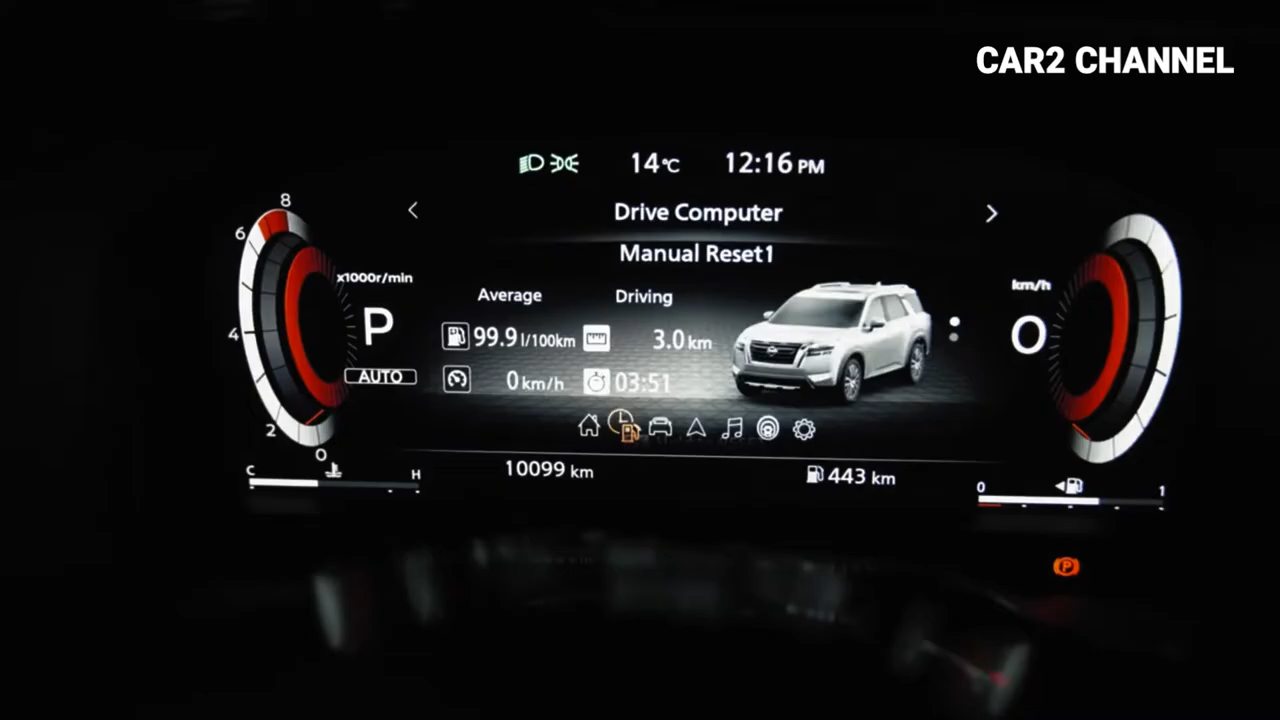 CAR2 CHANNEL
14°C 12:16 PM
Drive Computer
Manual Reset1
8
6
4
2
0
x1000r/min
P
AUTO
Average Driving
99.9 l/100km 3.0 km
0 km/h 03:51
km/h
0
C H
10099 km 443 km
0 1
P